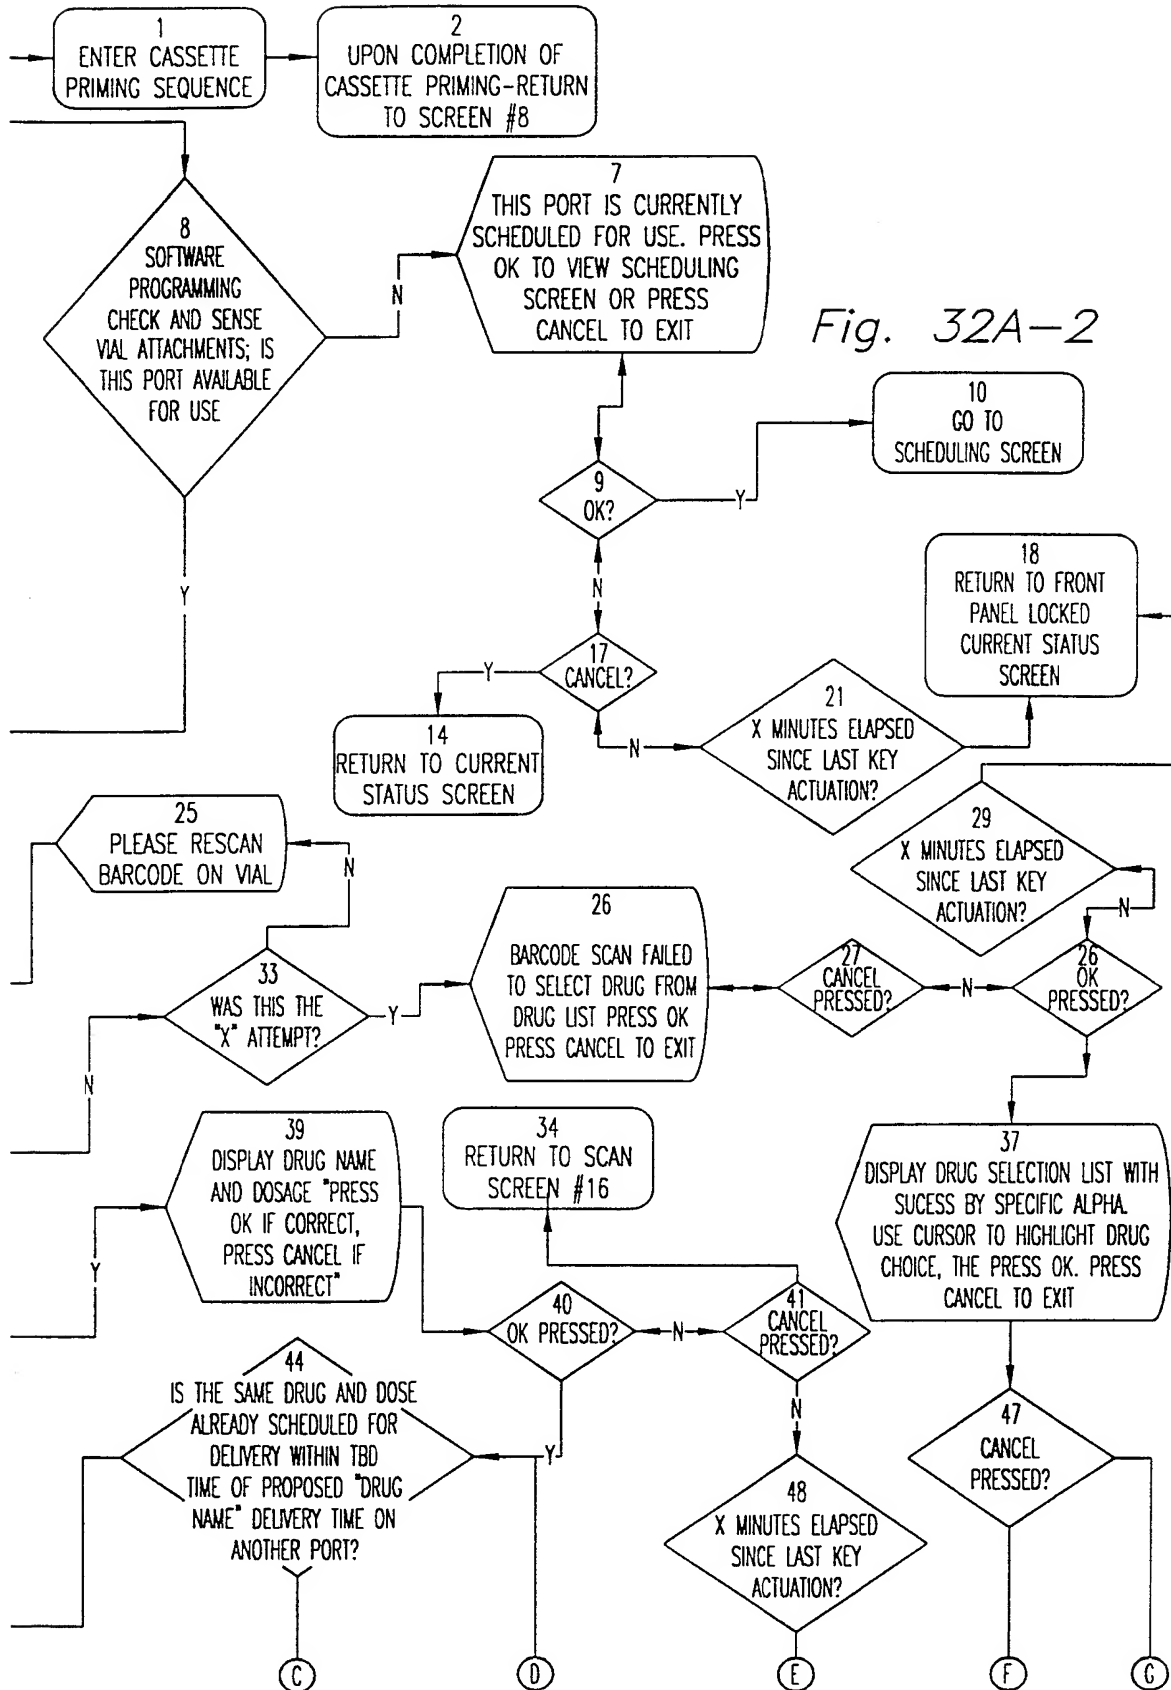 1
ENTER CASSETTE
PRIMING SEQUENCE
2
UPON COMPLETION OF
CASSETTE PRIMING-RETURN
TO SCREEN #8
8
SOFTWARE
PROGRAMMING
CHECK AND SENSE
VIAL ATTACHMENTS; IS
THIS PORT AVAILABLE
FOR USE
N
Y
7
THIS PORT IS CURRENTLY
SCHEDULED FOR USE. PRESS
OK TO VIEW SCHEDULING
SCREEN OR PRESS
CANCEL TO EXIT
Fig. 32A-2
10
GO TO
SCHEDULING SCREEN
9
OK?
Y
N
18
RETURN TO FRONT
PANEL LOCKED
CURRENT STATUS
SCREEN
17
CANCEL?
Y
N
14
RETURN TO CURRENT
STATUS SCREEN
21
X MINUTES ELAPSED
SINCE LAST KEY
ACTUATION?
25
PLEASE RESCAN
BARCODE ON VIAL
N
29
X MINUTES ELAPSED
SINCE LAST KEY
ACTUATION?
N
33
WAS THIS THE
"X" ATTEMPT?
Y
N
26
BARCODE SCAN FAILED
TO SELECT DRUG FROM
DRUG LIST PRESS OK
PRESS CANCEL TO EXIT
27
CANCEL
PRESSED?
N
26
OK
PRESSED?
39
DISPLAY DRUG NAME
AND DOSAGE "PRESS
OK IF CORRECT,
PRESS CANCEL IF
INCORRECT"
Y
34
RETURN TO SCAN
SCREEN #16
37
DISPLAY DRUG SELECTION LIST WITH
SUCESS BY SPECIFIC ALPHA.
USE CURSOR TO HIGHLIGHT DRUG
CHOICE, THE PRESS OK. PRESS
CANCEL TO EXIT
40
OK PRESSED?
N
Y
41
CANCEL
PRESSED?
N
44
IS THE SAME DRUG AND DOSE
ALREADY SCHEDULED FOR
DELIVERY WITHIN TBD
TIME OF PROPOSED "DRUG
NAME" DELIVERY TIME ON
ANOTHER PORT?
48
X MINUTES ELAPSED
SINCE LAST KEY
ACTUATION?
47
CANCEL
PRESSED?
C
D
E
F
G